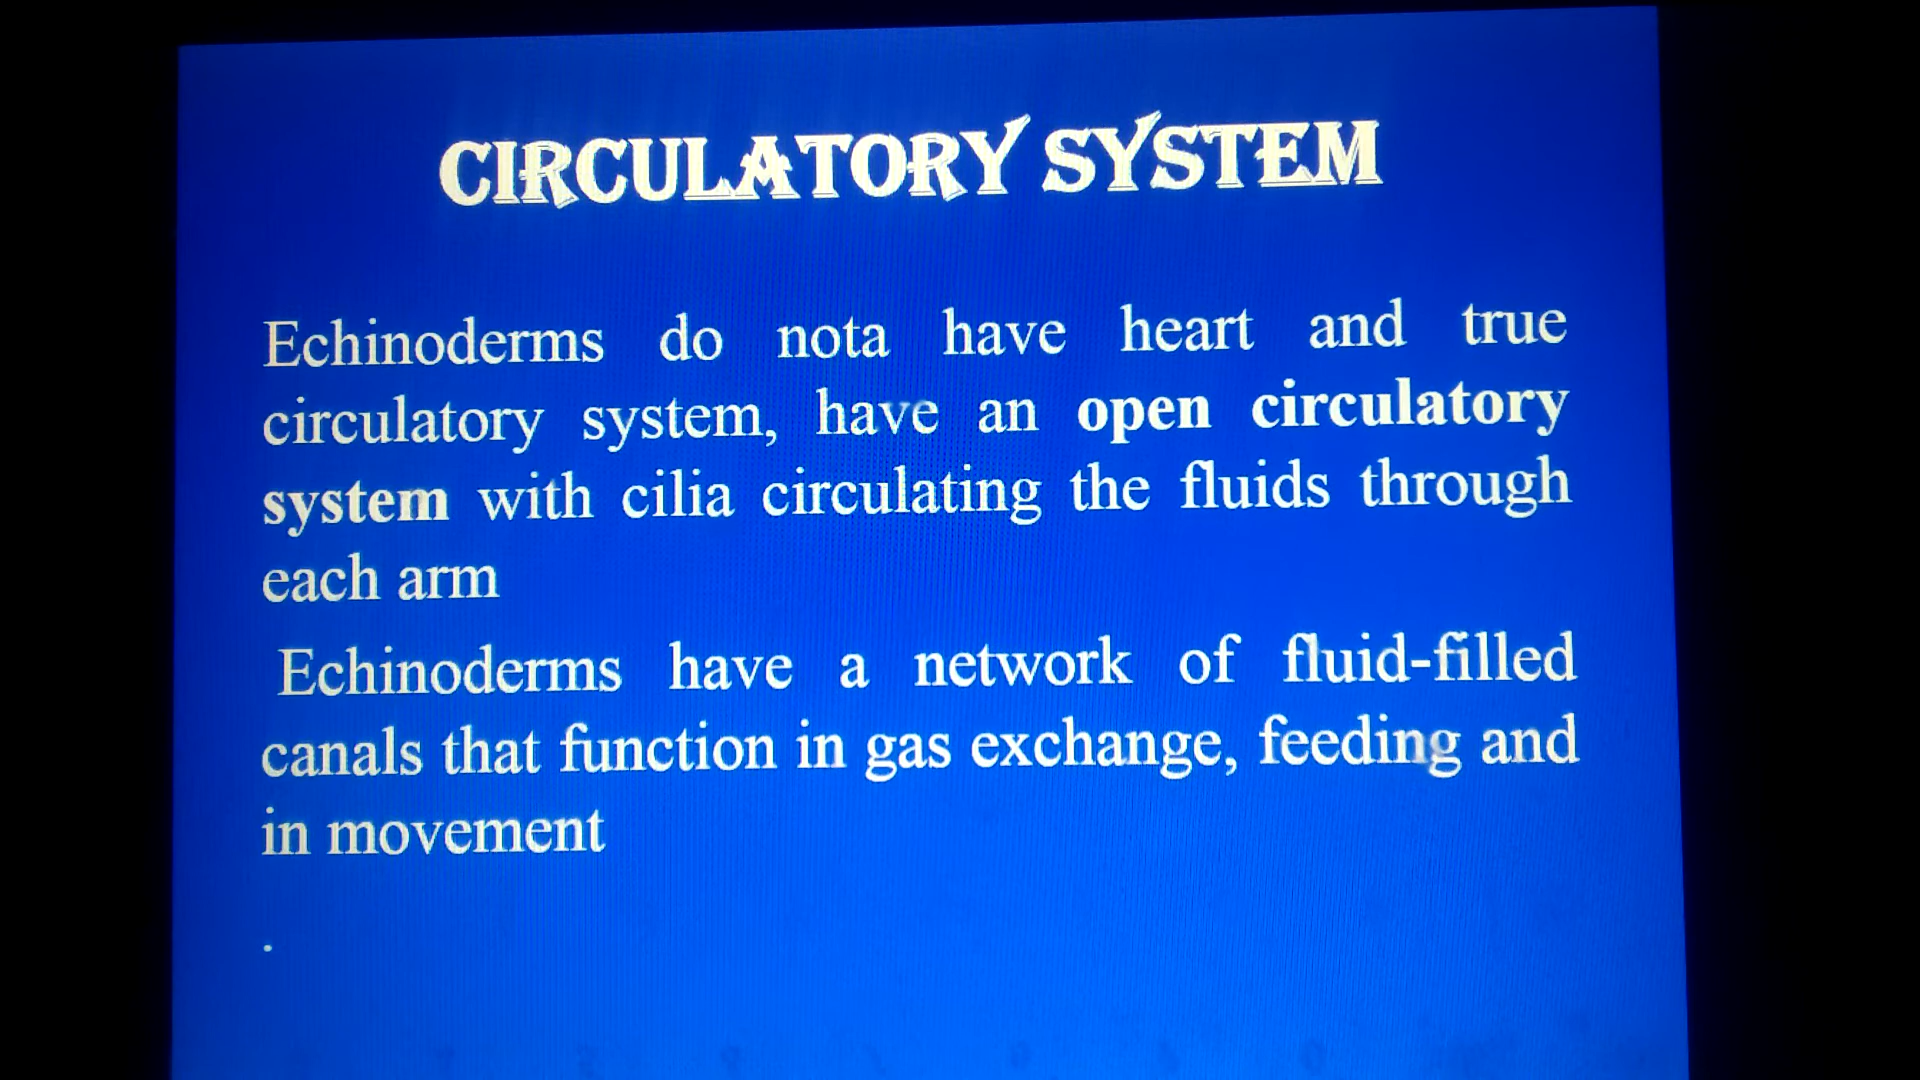 CIRCULATORY SYSTEM
Echinoderms do nota have heart and true
circulatory system, have an open circulatory
system with cilia circulating the fluids through
each arm
Echinoderms have a network of fluid-filled
canals that function in gas exchange, feeding and
in movement
.